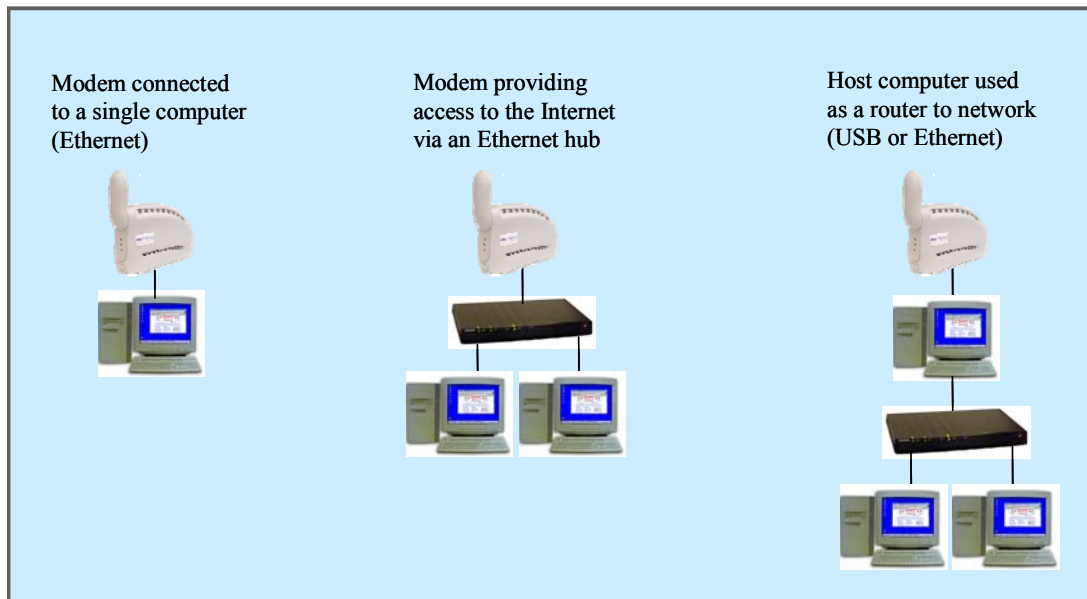 Modem connected
to a single computer
(Ethernet)
Modem providing
access to the Internet
via an Ethernet hub
Host computer used
as a router to network
(USB or Ethernet)